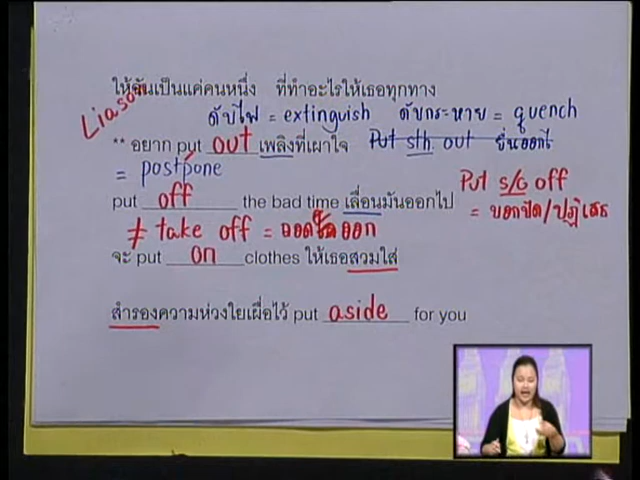 ให้ฉันเป็นแค่คนหนึ่ง ที่ทำอะไรให้เธอทุกทาง
Liason
ดับไฟ = extinguish ดับกระหาย = quench
** อยาก put out เพลิงที่เผาใจ Put sth. out ยื่นออกไ
= postpone
put off the bad time เลื่อนมันออกไป
Put s/o off
= บอกปัด/ปฏิเสธ
≠ take off = ถอดชุดออก
จะ put on clothes ให้เธอสวมใส่
สำรองความห่วงใยเผื่อไว้ put aside for you